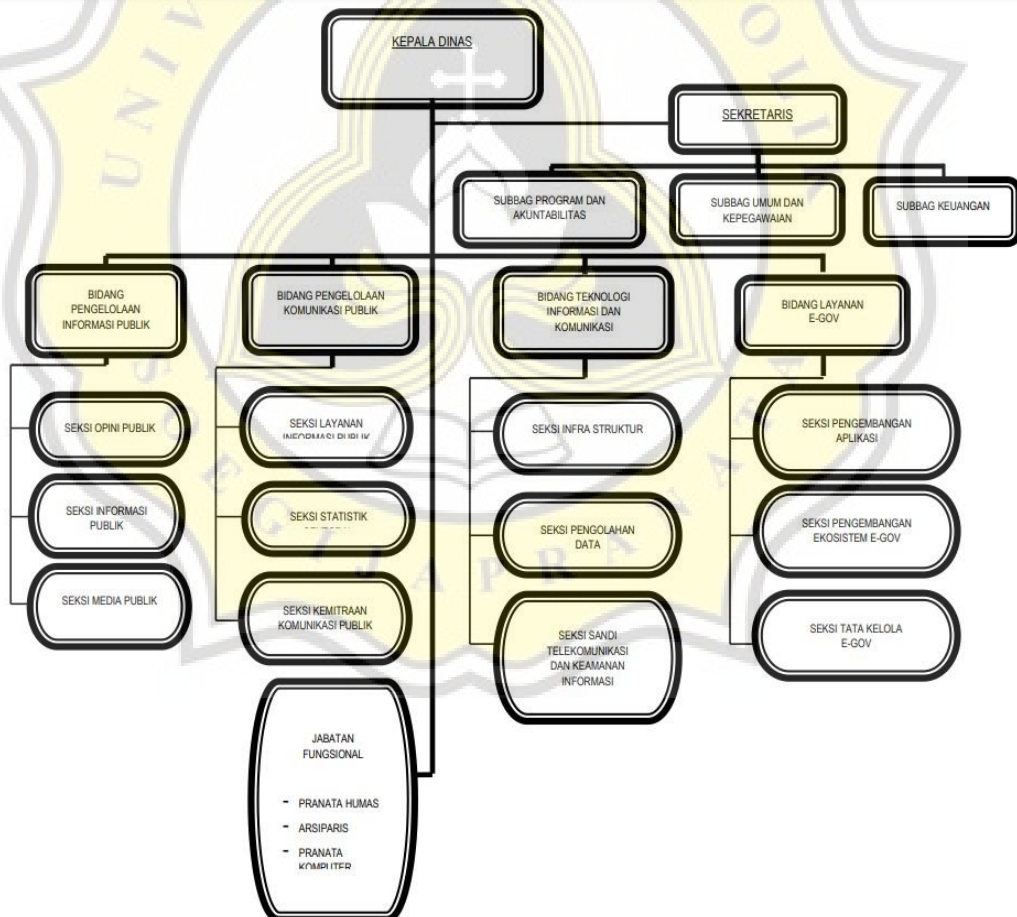 KEPALA DINAS
SEKRETARIS
SUBBAG PROGRAM DAN
AKUNTABILITAS
SUBBAG UMUM DAN
KEPEGAWAIAN
SUBBAG KEUANGAN
BIDANG
PENGELOLAAN
INFORMASI PUBLIK
BIDANG PENGELOLAAN
KOMUNIKASI PUBLIK
BIDANG TEKNOLOGI
INFORMASI DAN
KOMUNIKASI
BIDANG LAYANAN
E-GOV
SEKSI OPINI PUBLIK
SEKSI INFORMASI
PUBLIK
SEKSI MEDIA PUBLIK
SEKSI LAYANAN
INFORMASI PUBLIK
SEKSI STATISTIK
SEKSI KEMITRAAN
KOMUNIKASI PUBLIK
SEKSI INFRA STRUKTUR
SEKSI PENGOLAHAN
DATA
SEKSI SANDI
TELEKOMUNIKASI
DAN KEAMANAN
INFORMASI
SEKSI PENGEMBANGAN
APLIKASI
SEKSI PENGEMBANGAN
EKOSISTEM E-GOV
SEKSI TATA KELOLA
E-GOV
JABATAN
FUNGSIONAL
- PRANATA HUMAS
- ARSIPARIS
- PRANATA
KOMPUTER